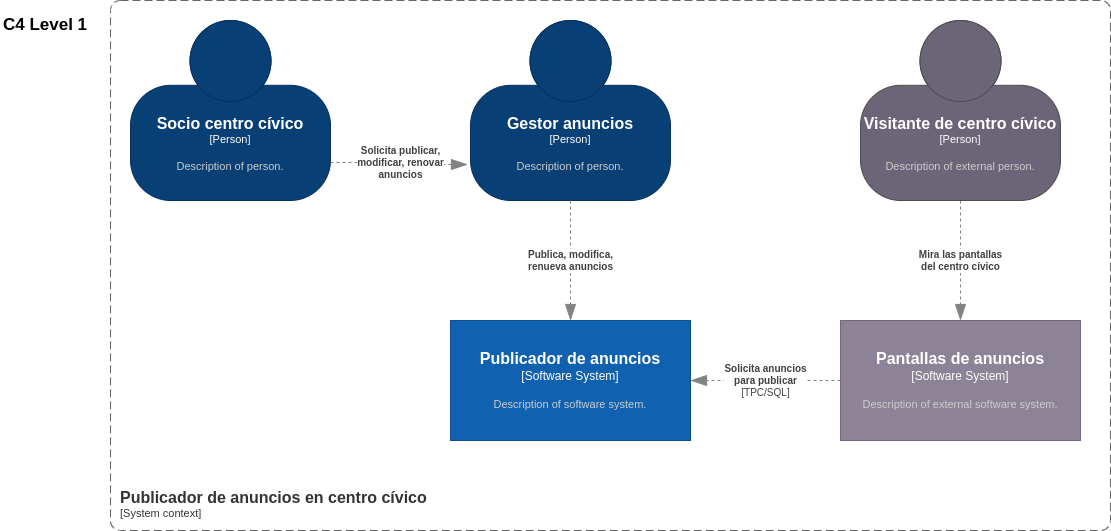 C4 Level 1
Socio centro cívico
[Person]
Description of person.
Solicita publicar,
modificar, renovar
anuncios
Gestor anuncios
[Person]
Description of person.
Visitante de centro cívico
[Person]
Description of external person.
Publica, modifica,
renueva anuncios
Mira las pantallas
del centro cívico
Publicador de anuncios
[Software System]
Description of software system.
Solicita anuncios
para publicar
[TPC/SQL]
Pantallas de anuncios
[Software System]
Description of external software system.
Publicador de anuncios en centro cívico
[System context]